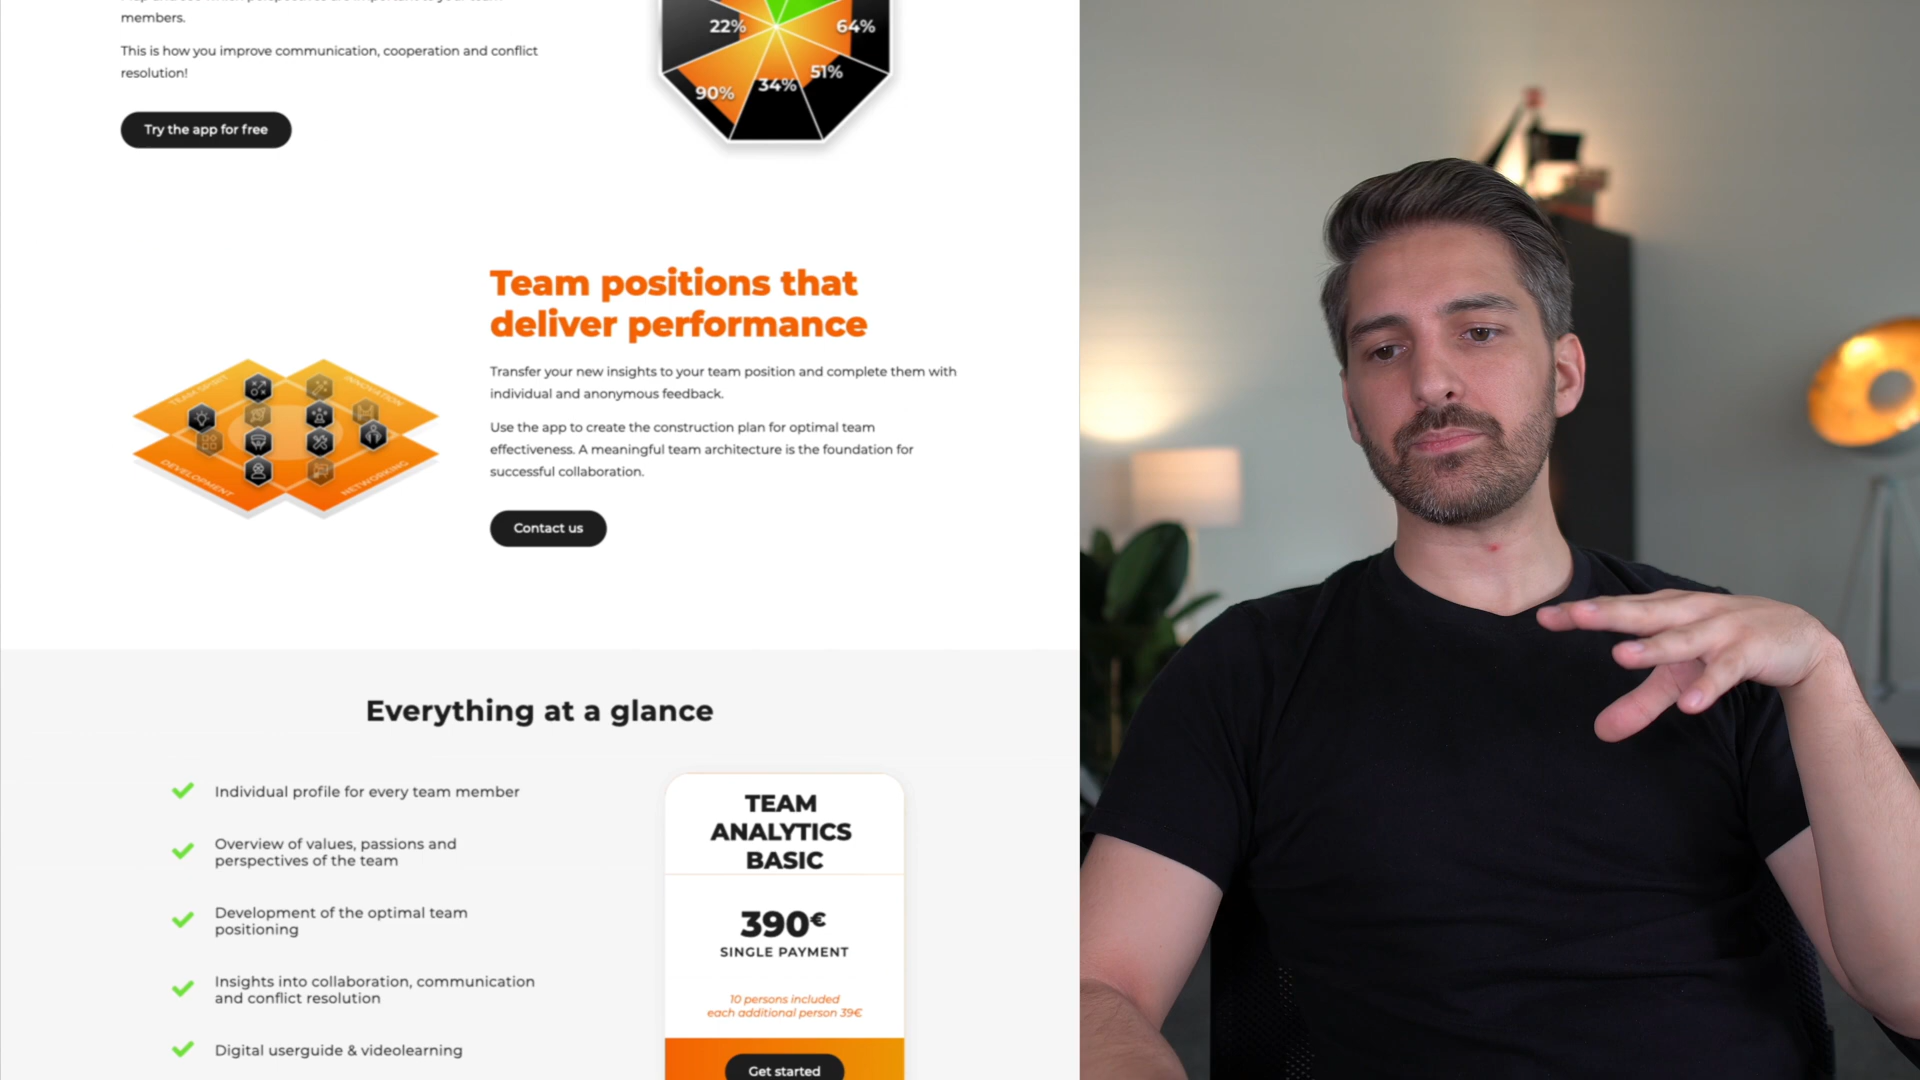 members.
This is how you improve communication, cooperation and conflict
resolution!
Try the app for free
22%
64%
51%
34%
90%
Team positions that
deliver performance
Transfer your new insights to your team position and complete them with
individual and anonymous feedback.
Use the app to create the construction plan for optimal team
effectiveness. A meaningful team architecture is the foundation for
successful collaboration.
Contact us
TEAM SPIRIT
INNOVATION
DEVELOPMENT
NETWORKING
Everything at a glance
Individual profile for every team member
Overview of values, passions and
perspectives of the team
Development of the optimal team
positioning
Insights into collaboration, communication
and conflict resolution
Digital userguide & videolearning
TEAM
ANALYTICS
BASIC
390€
SINGLE PAYMENT
10 persons included
each additional person 39€
Get started